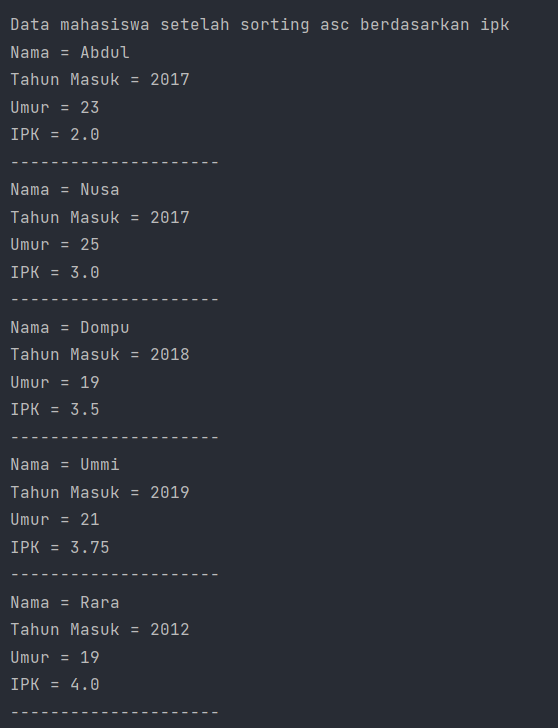 Data mahasiswa setelah sorting asc berdasarkan ipk
Nama = Abdul
Tahun Masuk = 2017
Umur = 23
IPK = 2.0
---------------------
Nama = Nusa
Tahun Masuk = 2017
Umur = 25
IPK = 3.0
---------------------
Nama = Dompu
Tahun Masuk = 2018
Umur = 19
IPK = 3.5
---------------------
Nama = Ummi
Tahun Masuk = 2019
Umur = 21
IPK = 3.75
---------------------
Nama = Rara
Tahun Masuk = 2012
Umur = 19
IPK = 4.0
---------------------